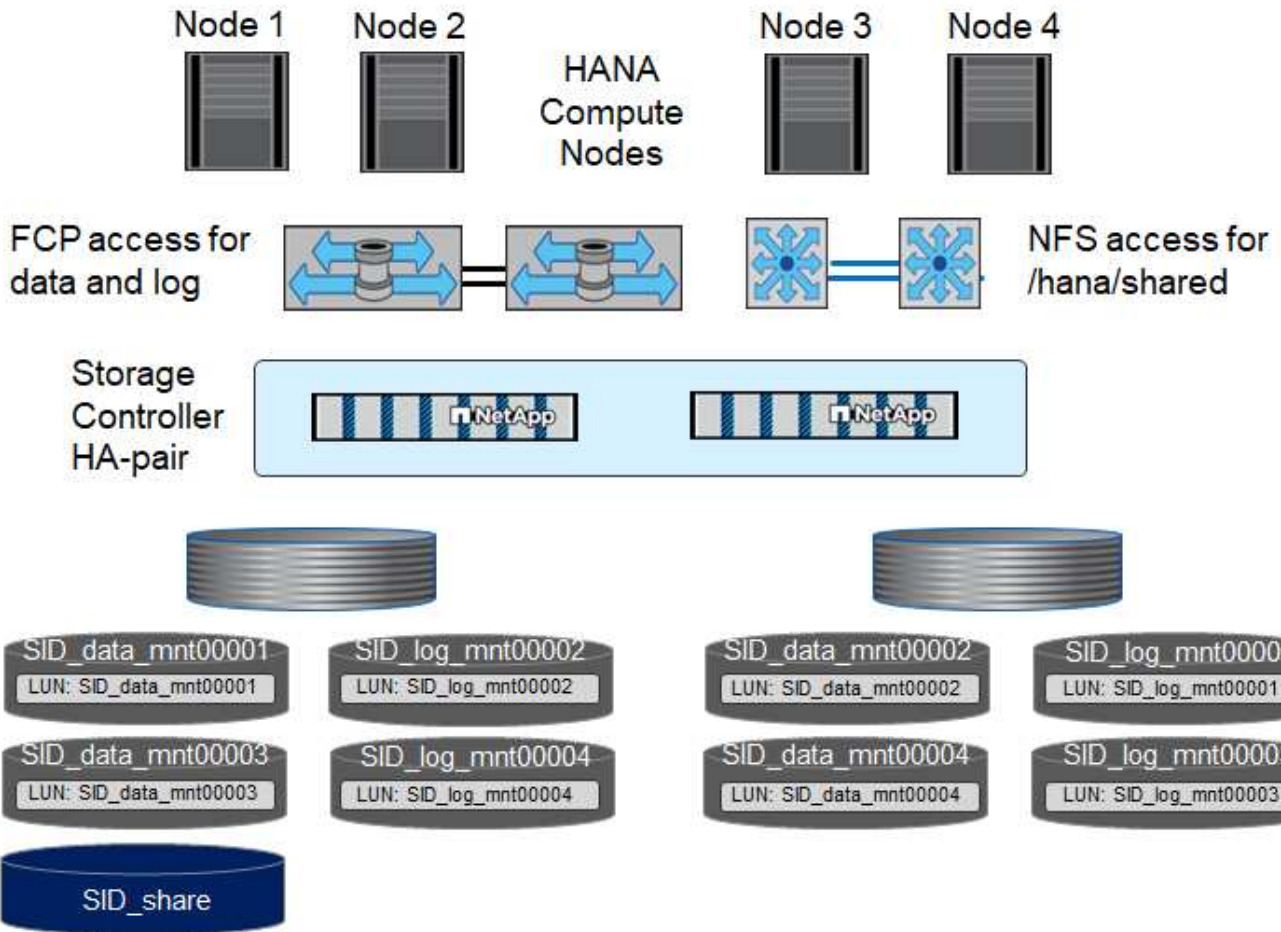 Node 1
Node 2
Node 3
Node 4
HANA
Compute
Nodes
FCP access for
data and log
NFS access for
/hana/shared
Storage
Controller
HA-pair
NetApp
NetApp
SID_data_mnt00001
LUN: SID_data_mnt00001
SID_log_mnt00002
LUN: SID_log_mnt00002
SID_data_mnt00002
LUN: SID_data_mnt00002
SID_log_mnt0000
LUN: SID_log_mnt00001
SID_data_mnt00003
LUN: SID_data_mnt00003
SID_log_mnt00004
LUN: SID_log_mnt00004
SID_data_mnt00004
LUN: SID_data_mnt00004
SID_log_mnt0000
LUN: SID_log_mnt00003
SID_share